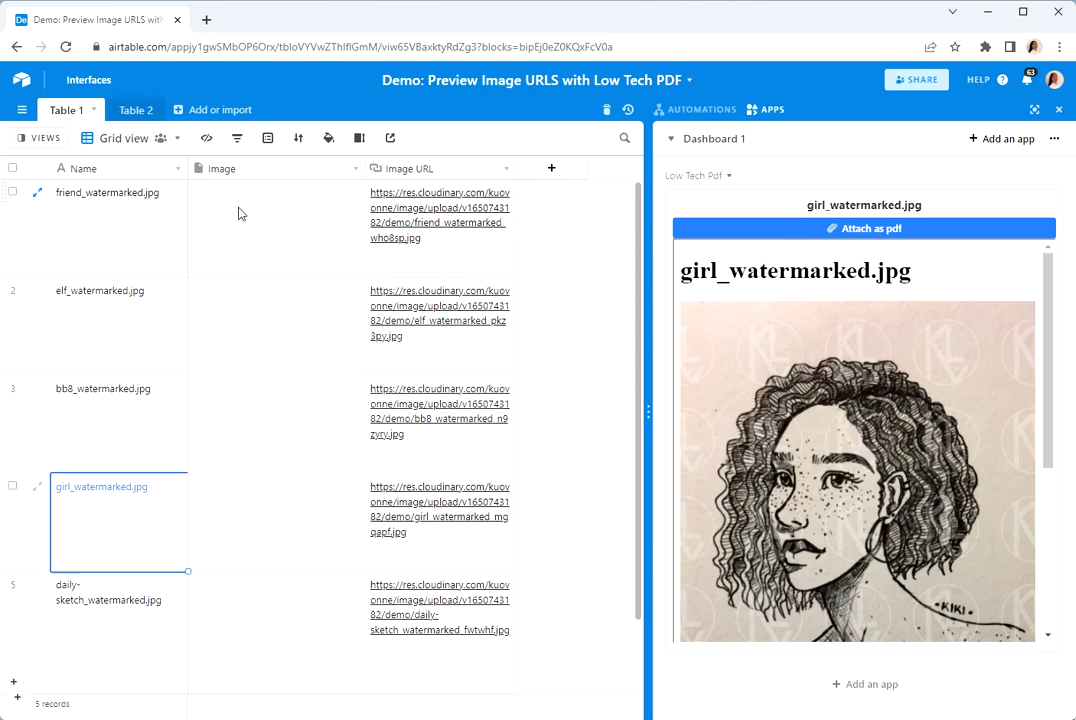 De Demo: Preview Image URLS with
airtable.com/appjy1gwSMbOP6Orx/tbloVYVwZThIfIGmM/viw65VBaxktyRdZg3?blocks=bipEj0eZ0KQxFcV0a
Interfaces
Demo: Preview Image URLS with Low Tech PDF
SHARE
HELP
63
Table 1
Table 2
Add or import
AUTOMATIONS
APPS
VIEWS
Grid view
Dashboard 1
Add an app
Name
Image
Image URL
Low Tech Pdf
friend_watermarked.jpg
https://res.cloudinary.com/kuov
onne/image/upload/v16507431
82/demo/friend_watermarked_
who8sp.jpg
2
elf_watermarked.jpg
https://res.cloudinary.com/kuov
onne/image/upload/v16507431
82/demo/elf_watermarked_pkz
3py.jpg
3
bb8_watermarked.jpg
https://res.cloudinary.com/kuov
onne/image/upload/v16507431
82/demo/bb8_watermarked_n9
zyry.jpg
girl_watermarked.jpg
https://res.cloudinary.com/kuov
onne/image/upload/v16507431
82/demo/girl_watermarked_mg
qapf.jpg
5
daily-
sketch_watermarked.jpg
https://res.cloudinary.com/kuov
onne/image/upload/v16507431
82/demo/daily-
sketch_watermarked_fwtwhf.jpg
5 records
girl_watermarked.jpg
Attach as pdf
girl_watermarked.jpg
KIKI
Add an app